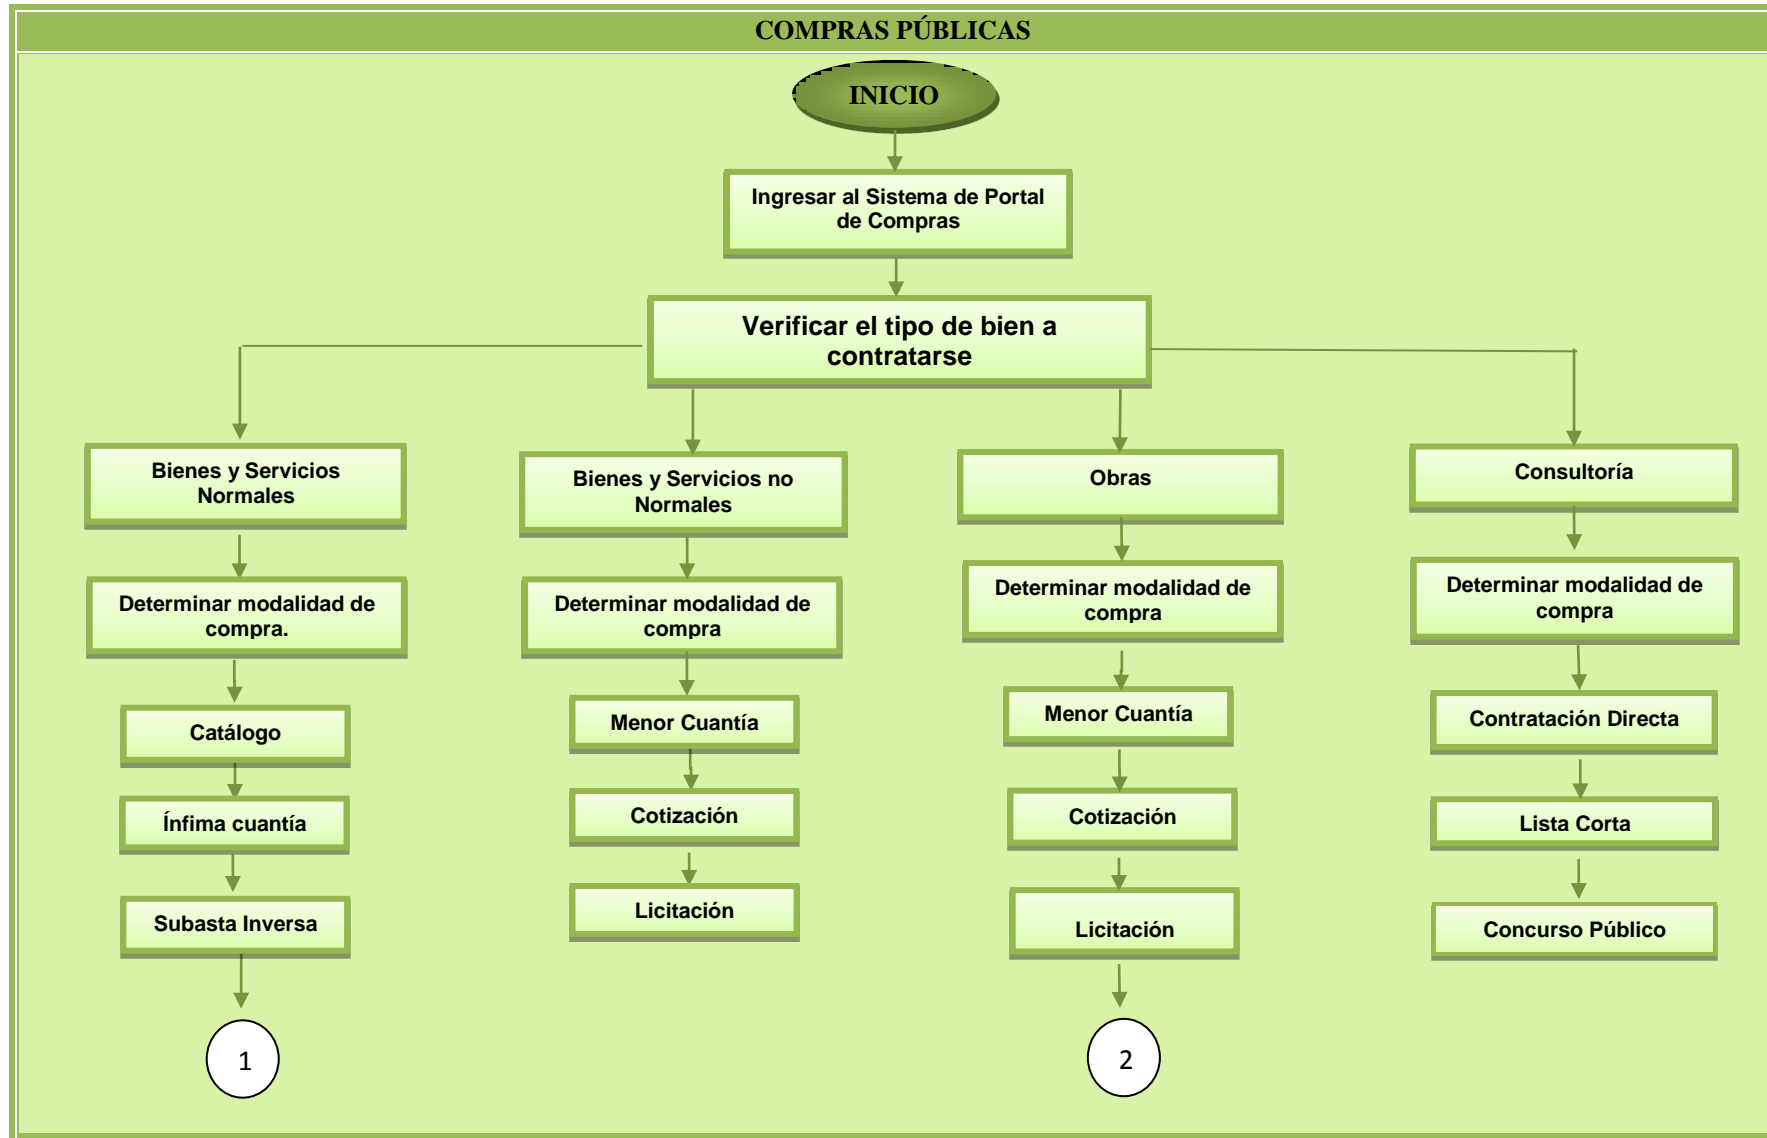 COMPRAS PÚBLICAS
INICIO
Ingresar al Sistema de Portal
de Compras
Verificar el tipo de bien a
contratarse
Bienes y Servicios
Normales
Bienes y Servicios no
Normales
Obras
Consultoría
Determinar modalidad de
compra.
Determinar modalidad de
compra
Determinar modalidad de
compra
Determinar modalidad de
compra
Catálogo
Menor Cuantía
Menor Cuantía
Contratación Directa
Ínfima cuantía
Cotización
Cotización
Lista Corta
Subasta Inversa
Licitación
Licitación
Concurso Público
1
2